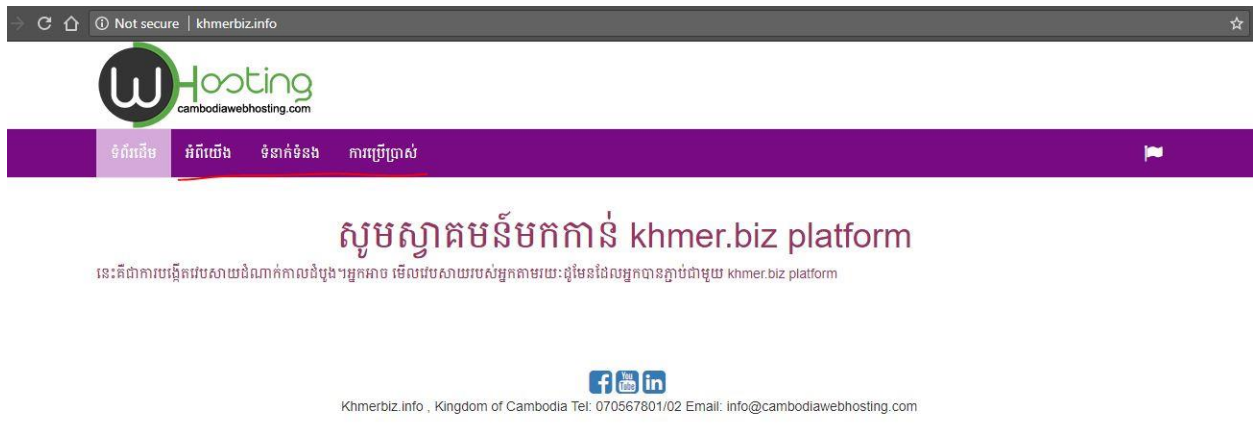 Not secure | khmerbiz.info
W Hosting
cambodiawebhosting.com
ទំព័រដើម អំពីយើង ទំនាក់ទំនង ការប្រើប្រាស់
សូមស្វាគមន៍មកកាន់ khmer.biz platform
នេះគឺជាការបង្កើតវេបសាយដំណាក់កាលដំបូង។អ្នកអាច មើលវេបសាយរបស់អ្នកតាមរយៈដូមែនដែលអ្នកបានភ្ជាប់ជាមួយ khmer.biz platform
f You Tube in
Khmerbiz.info , Kingdom of Cambodia Tel: 070567801/02 Email: info@cambodiawebhosting.com